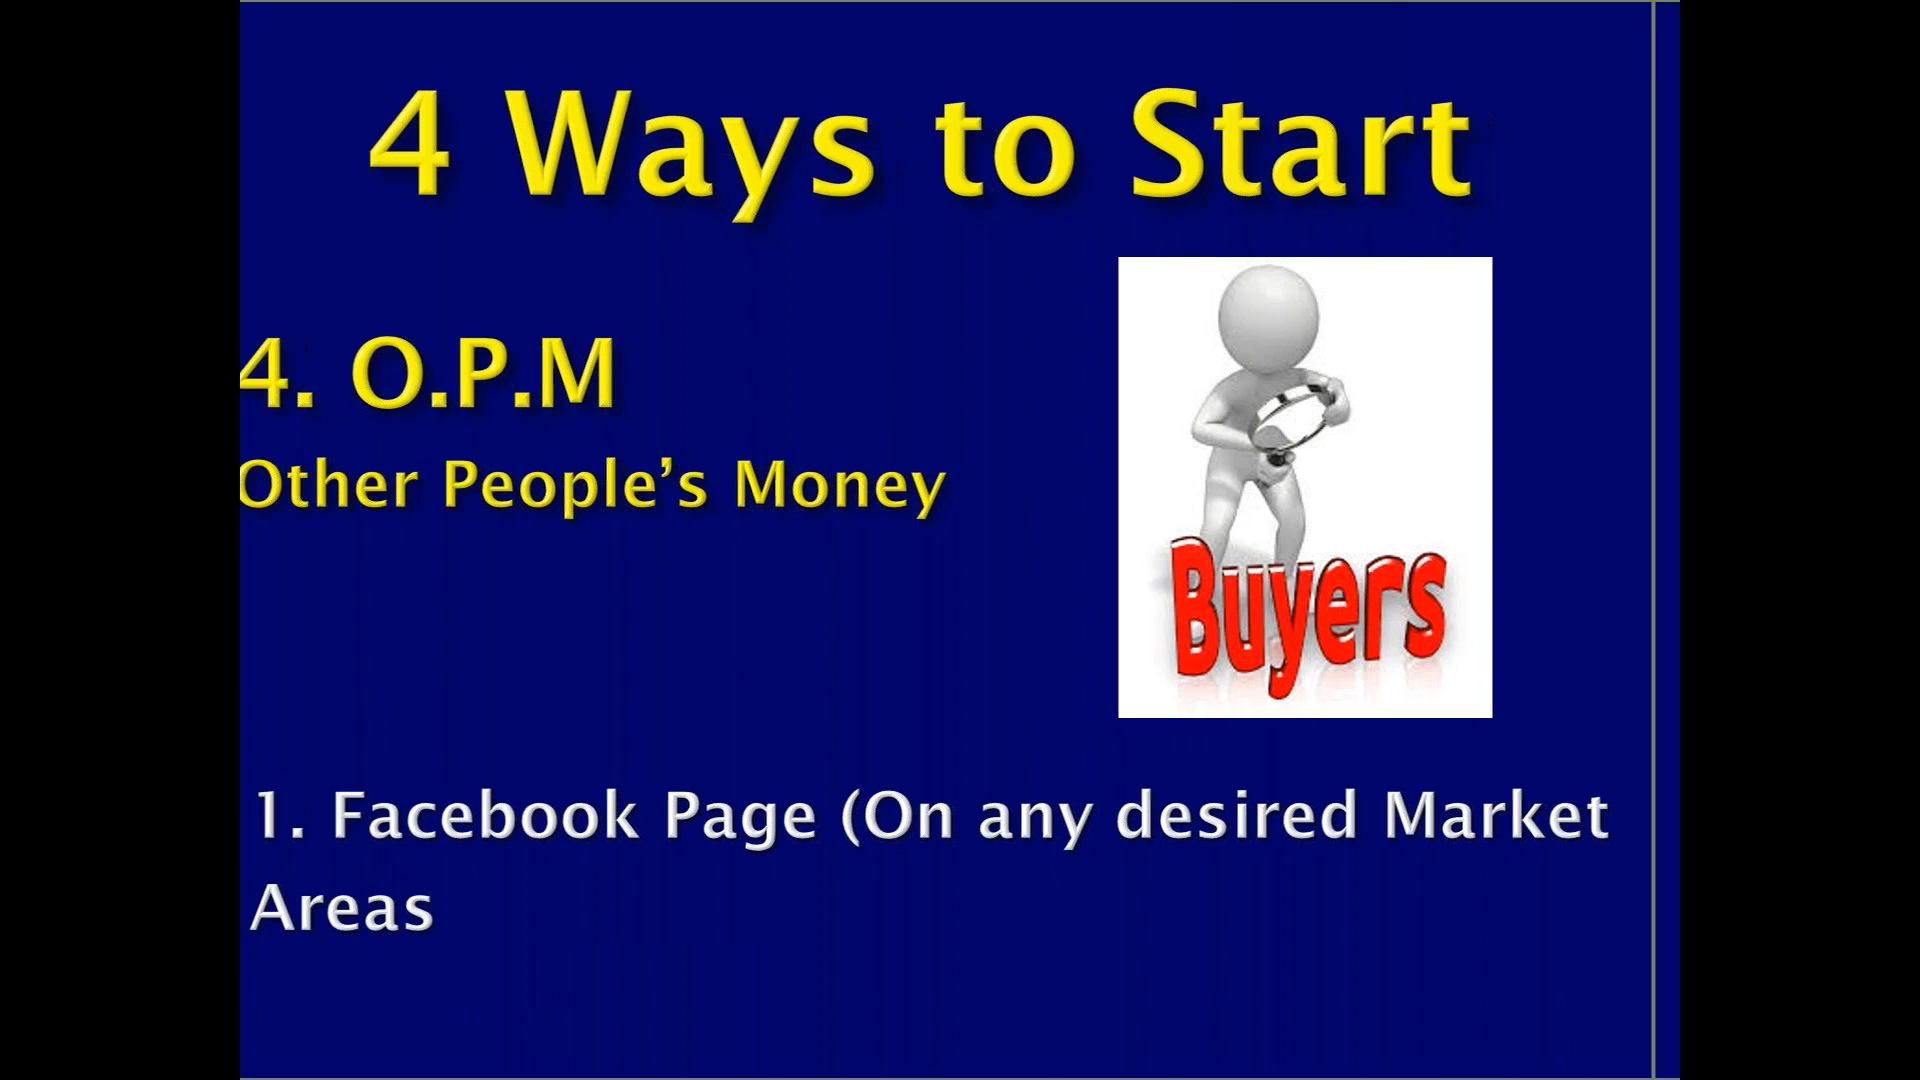 4 Ways to Start
4. O.P.M
Other People’s Money
Buyers
1. Facebook Page (On any desired Market
Areas